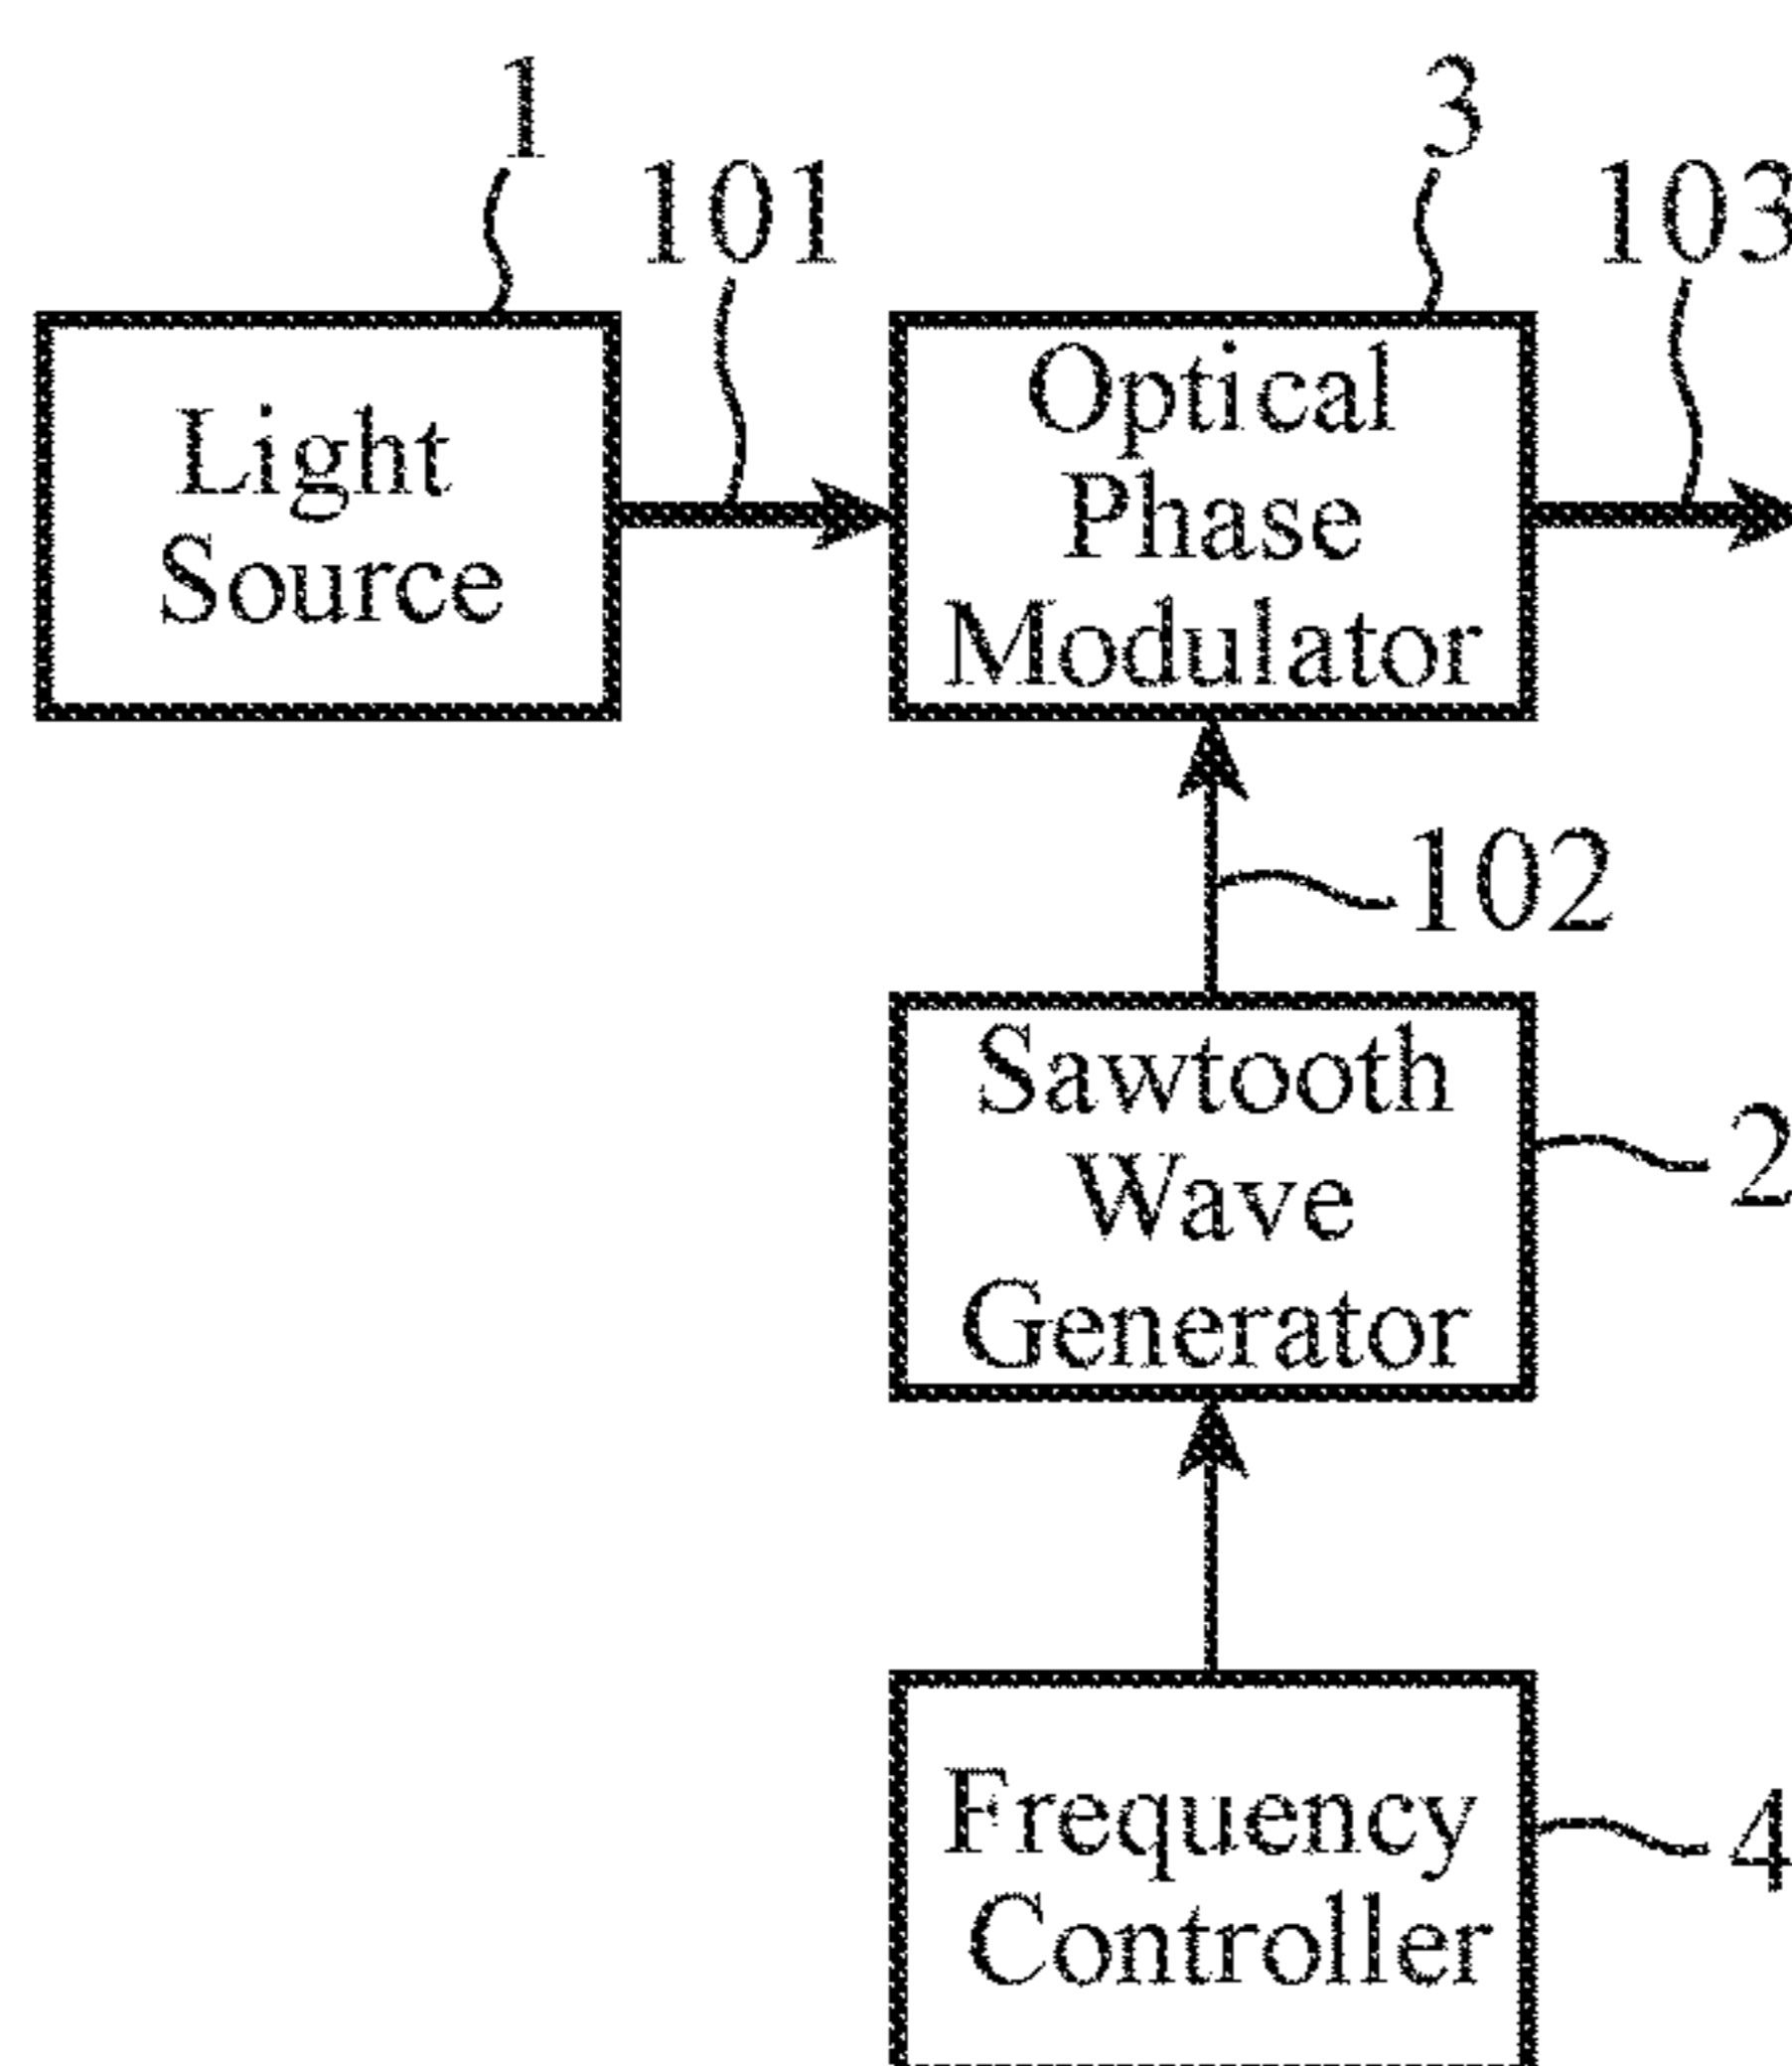 1
3
101
103
Light
Source
Optical
Phase
Modulator
102
Sawtooth
Wave
Generator
2
Frequency
Controller
4